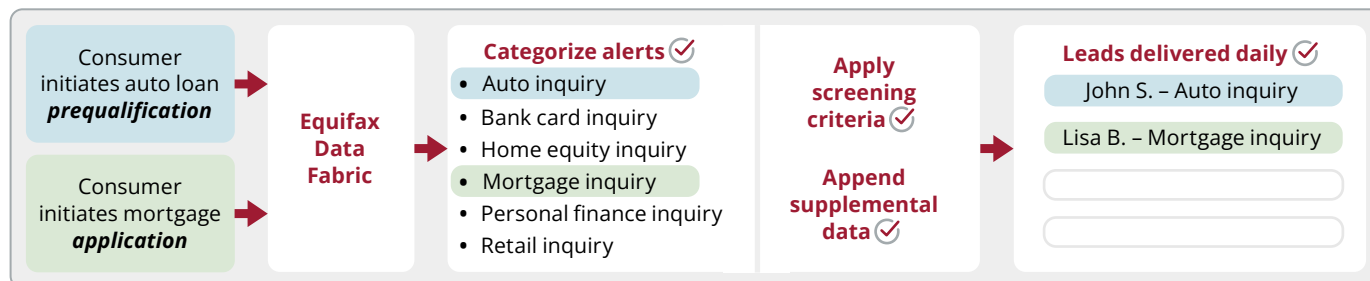 Consumer
initiates auto loan
prequalification
Consumer
initiates mortgage
application
Equifax
Data
Fabric
Categorize alerts
• Auto inquiry
• Bank card inquiry
• Home equity inquiry
• Mortgage inquiry
• Personal finance inquiry
• Retail inquiry
Apply
screening
criteria
Append
supplemental
data
Leads delivered daily
John S. – Auto inquiry
Lisa B. – Mortgage inquiry